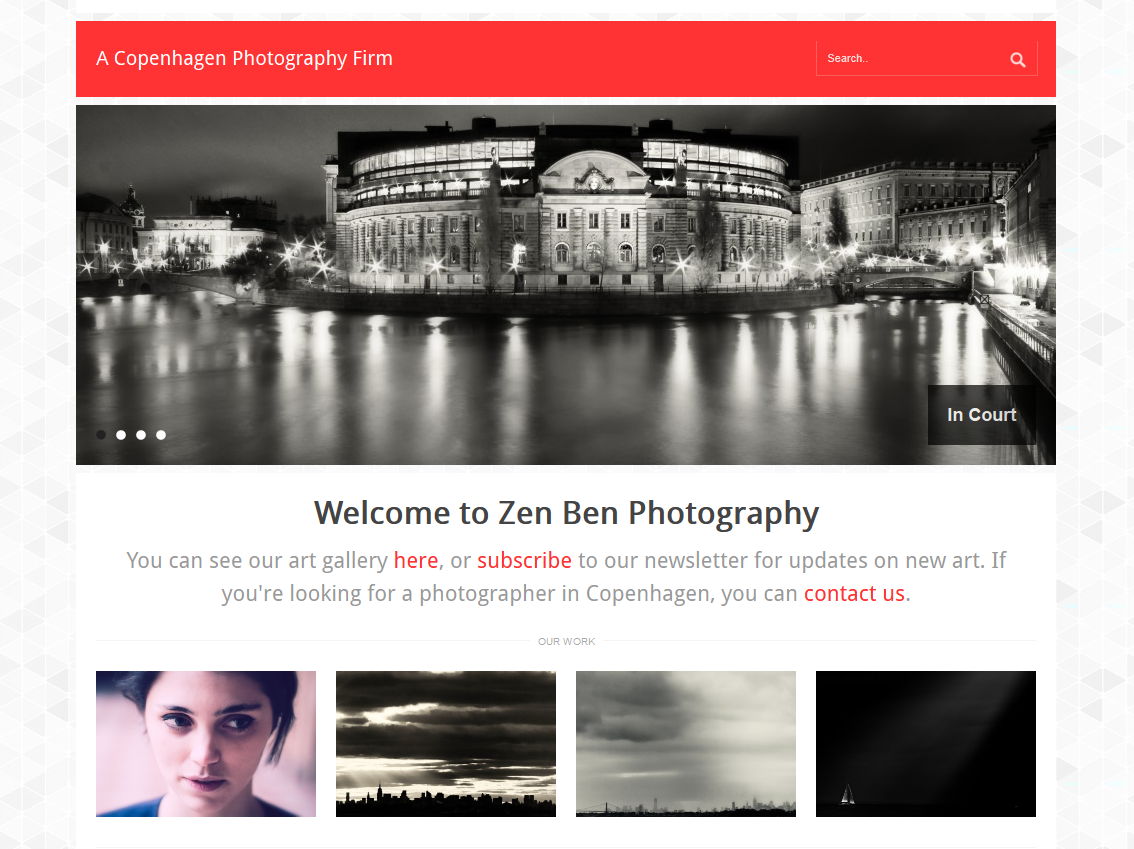 A Copenhagen Photography Firm
Search..
In Court
Welcome to Zen Ben Photography
You can see our art gallery here, or subscribe to our newsletter for updates on new art. If
you're looking for a photographer in Copenhagen, you can contact us.
OUR WORK